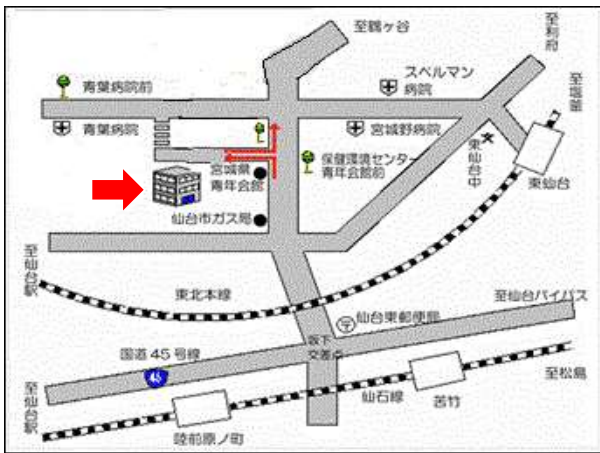 至鶴ヶ谷
至利府
至塩釜
スペルマン
病院
青葉病院前
青葉病院
宮城野病院
東仙台中
東仙台
保健環境センター
青年会館前
宮城県
青年会館
仙台市ガス局
至仙台駅
東北本線
仙台東郵便局
至仙台バイパス
坂下
交差点
国道45号線
45
至仙台駅
仙石線
苦竹
至松島
陸前原ノ町